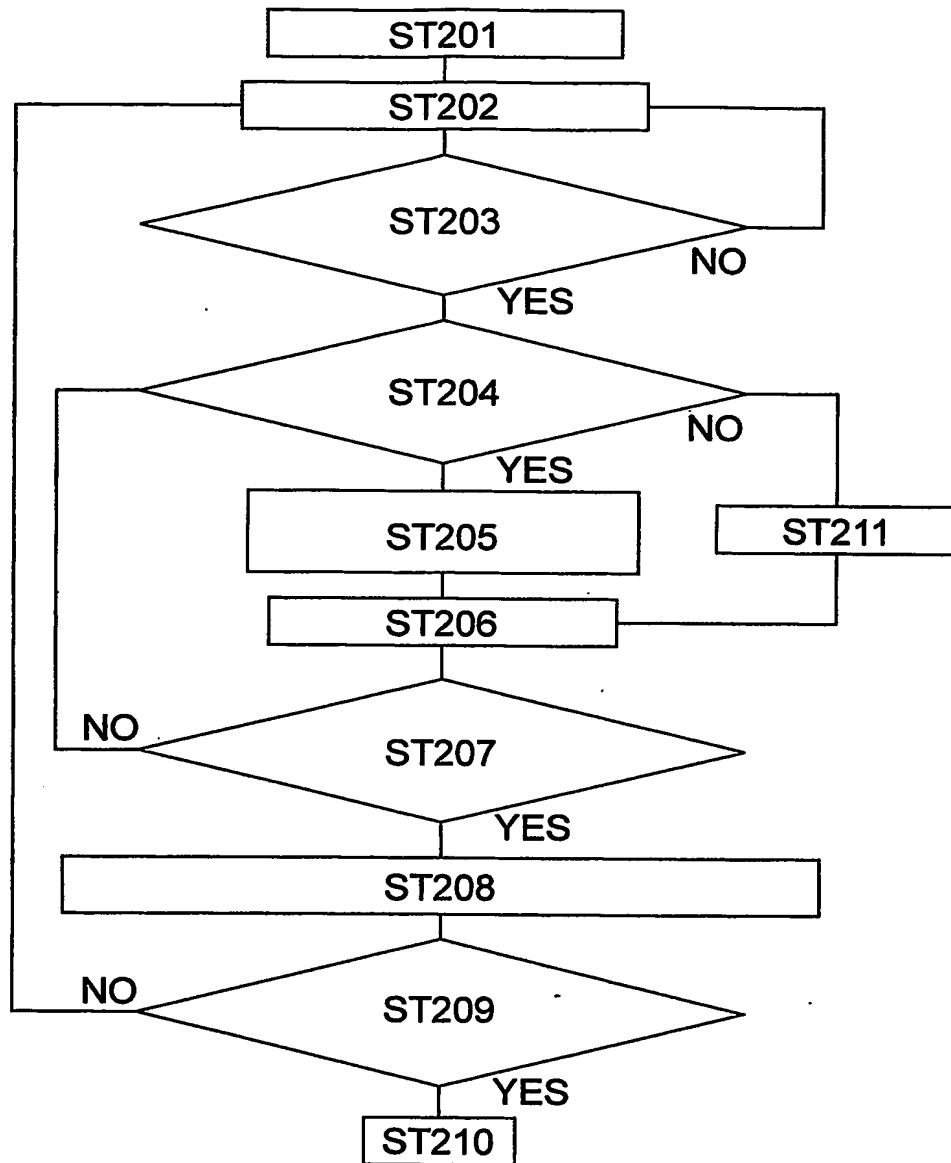 ST201
ST202
ST203
NO
YES
ST204
NO
YES
ST205
ST211
ST206
NO
ST207
YES
ST208
NO
ST209
YES
ST210